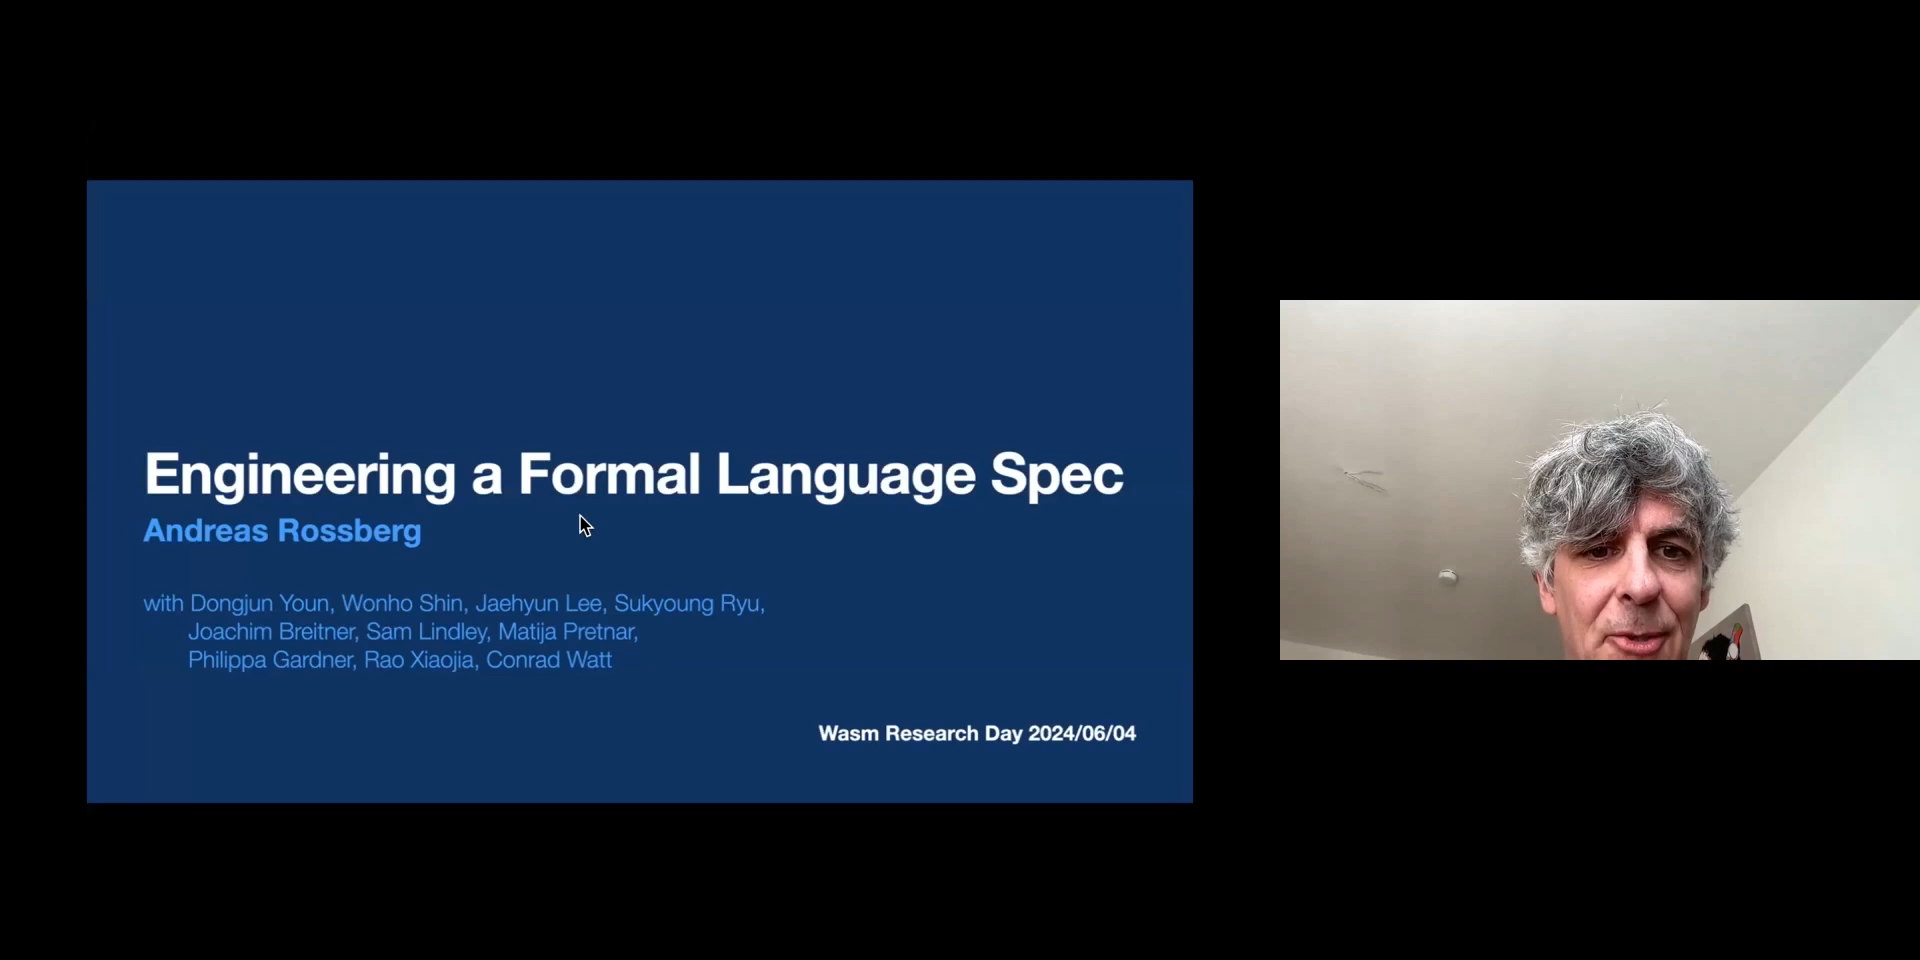 Engineering a Formal Language Spec
Andreas Rossberg
with Dongjun Youn, Wonho Shin, Jaehyun Lee, Sukyoung Ryu,
Joachim Breitner, Sam Lindley, Matija Pretnar,
Philippa Gardner, Rao Xiaojia, Conrad Watt
Wasm Research Day 2024/06/04